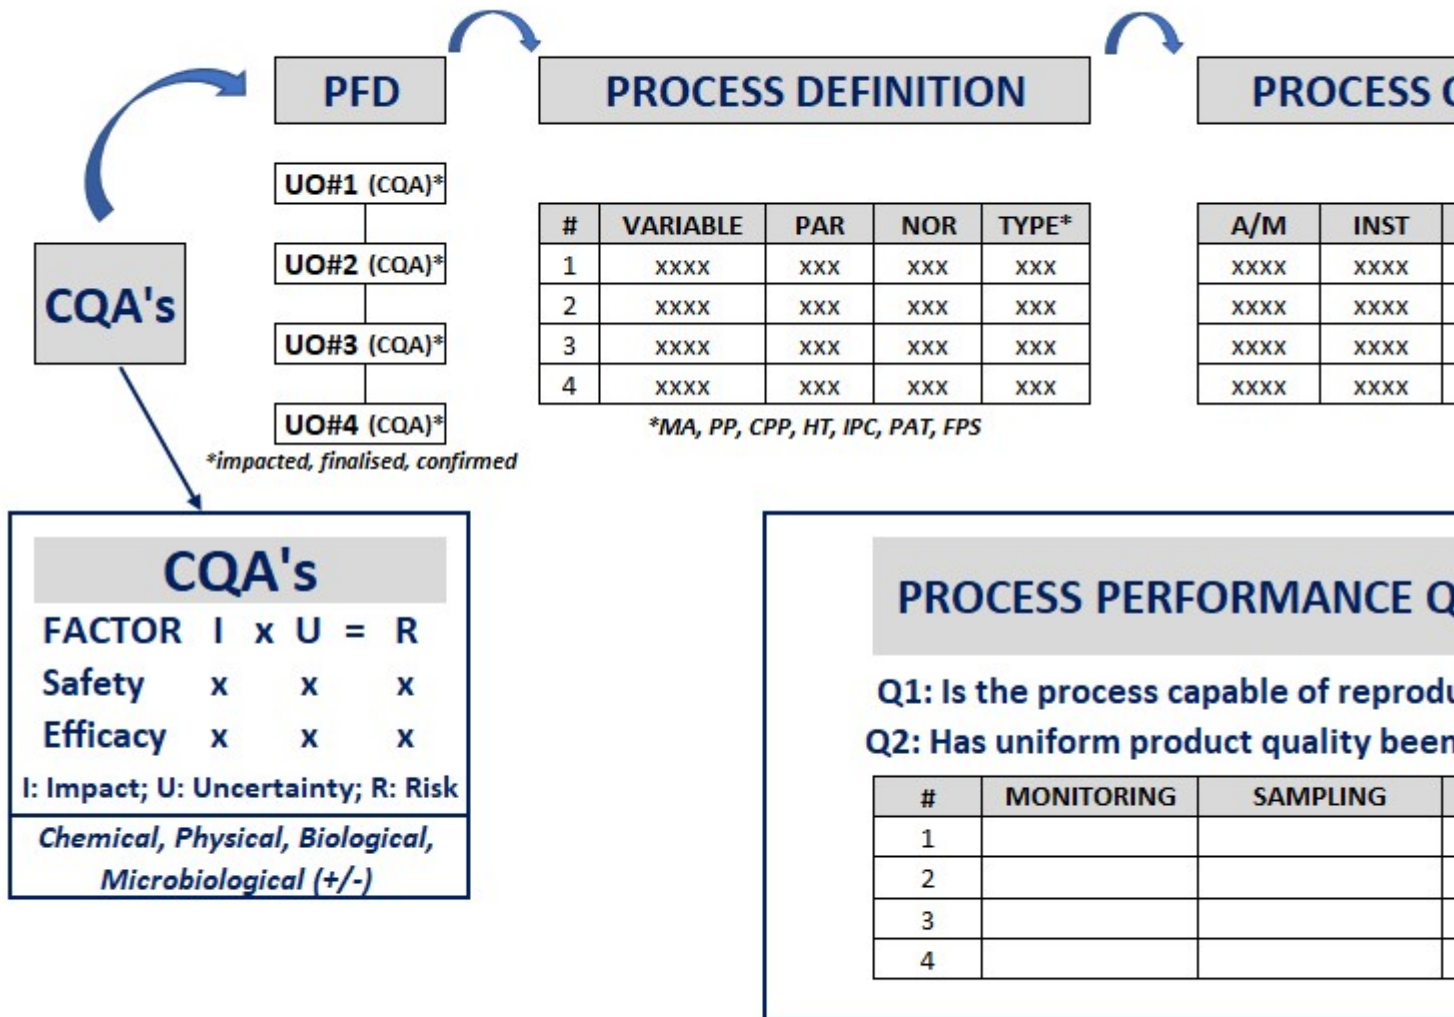 PFD
PROCESS DEFINITION
PROCESS
UO#1 (CQA)*
UO#2 (CQA)*
UO#3 (CQA)*
UO#4 (CQA)*
*impacted, finalised, confirmed
CQA's
# VARIABLE PAR NOR TYPE*
1 xxxx xxx xxx xxx
2 xxxx xxx xxx xxx
3 xxxx xxx xxx xxx
4 xxxx xxx xxx xxx
*MA, PP, CPP, HT, IPC, PAT, FPS
A/M INST
xxxx xxxx
xxxx xxxx
xxxx xxxx
xxxx xxxx
CQA's
FACTOR I x U = R
Safety x x x
Efficacy x x x
I: Impact; U: Uncertainty; R: Risk
Chemical, Physical, Biological,
Microbiological (+/-)
PROCESS PERFORMANCE
Q1: Is the process capable of
Q2: Has uniform product quality been
# MONITORING SAMPLING
1
2
3
4